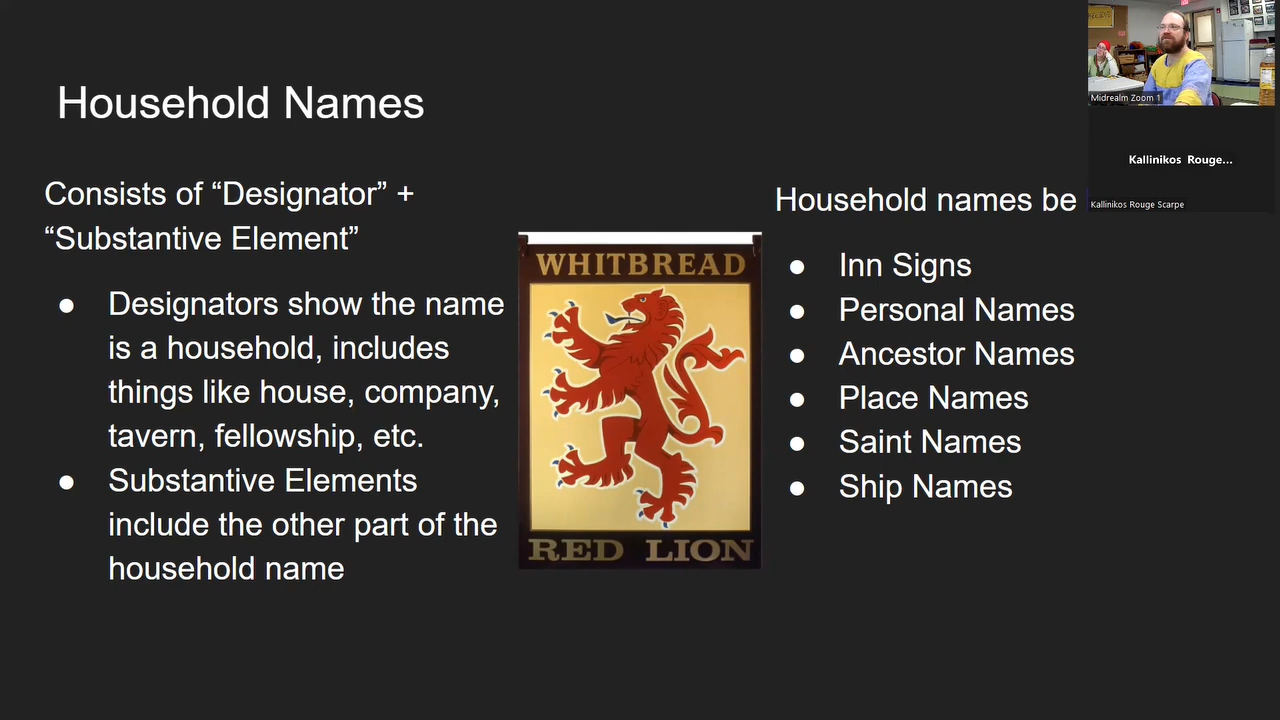 Household Names
Consists of “Designator” +
“Substantive Element”
● Designators show the name
is a household, includes
things like house, company,
tavern, fellowship, etc.
● Substantive Elements
include the other part of the
household name
WHITBREAD
RED LION
Household names be
● Inn Signs
● Personal Names
● Ancestor Names
● Place Names
● Saint Names
● Ship Names
Midrealm Zoom 1
Kallinikos Rouge...
Kallinikos Rouge Scarpe